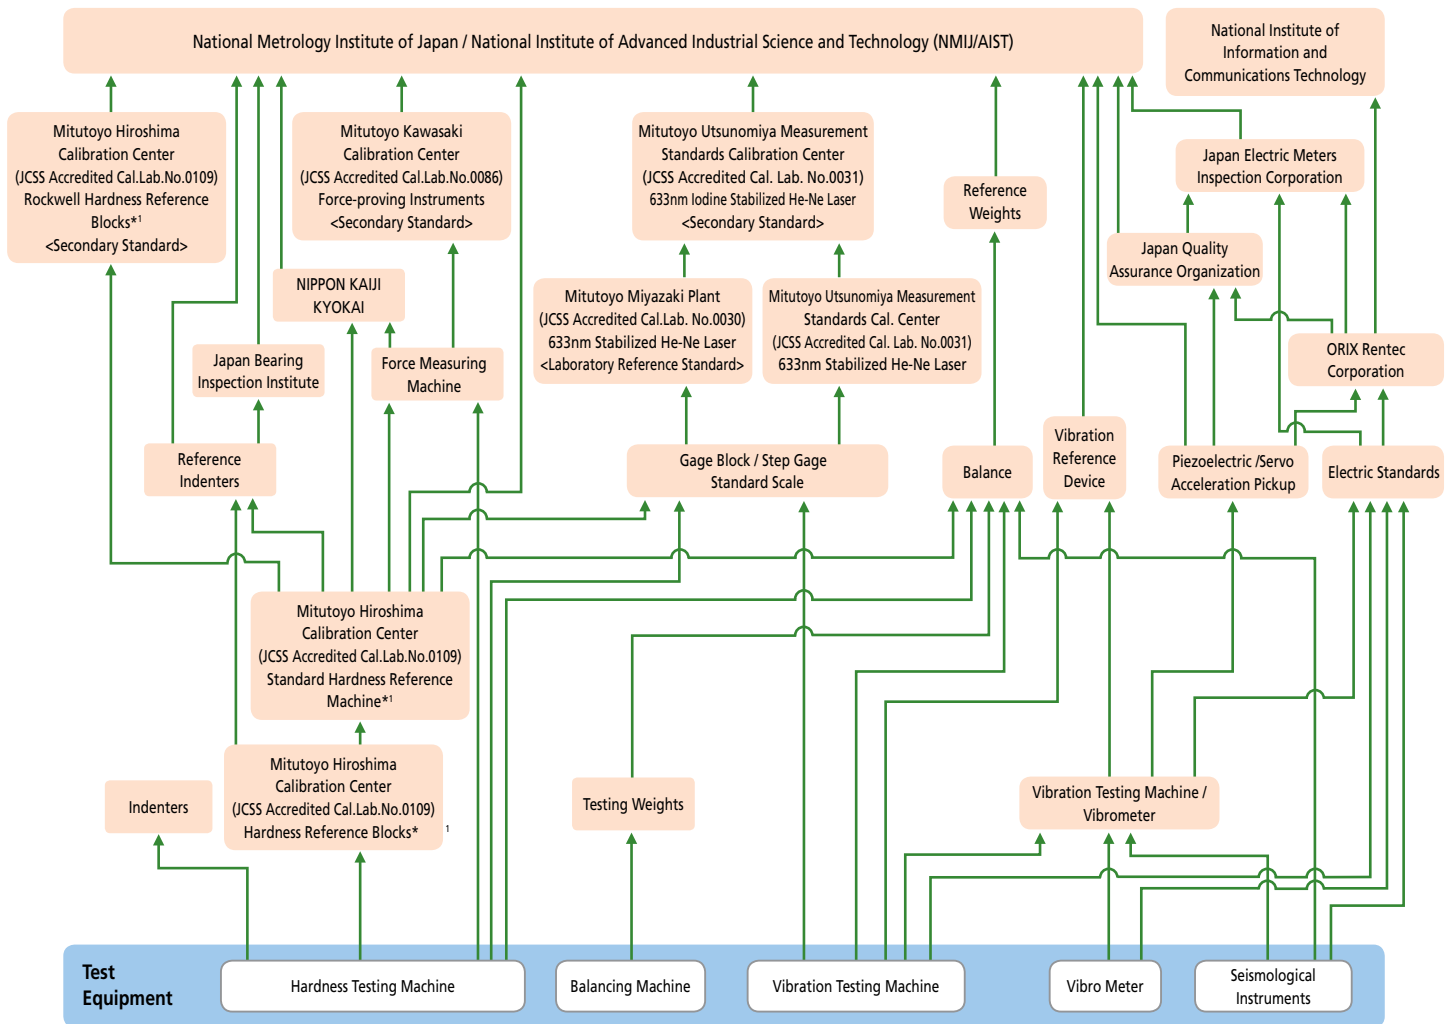 National Metrology Institute of Japan / National Institute of Advanced Industrial Science and Technology (NMIJ/AIST)
National Institute of
Information and
Communications Technology
Mitutoyo Hiroshima
Calibration Center
(JCSS Accredited Cal.Lab.No.0109)
Rockwell Hardness Reference
Blocks*1
<Secondary Standard>
Mitutoyo Kawasaki
Calibration Center
(JCSS Accredited Cal.Lab.No.0086)
Force-proving Instruments
<Secondary Standard>
Mitutoyo Utsunomiya Measurement
Standards Calibration Center
(JCSS Accredited Cal. Lab. No.0031)
633nm Iodine Stabilized He-Ne Laser
<Secondary Standard>
Reference
Weights
Japan Electric Meters
Inspection Corporation
Japan Quality
Assurance Organization
NIPPON KAIJI
KYOKAI
Mitutoyo Miyazaki Plant
(JCSS Accredited Cal.Lab. No.0030)
633nm Stabilized He-Ne Laser
<Laboratory Reference Standard>
Mitutoyo Utsunomiya Measurement
Standards Cal. Center
(JCSS Accredited Cal. Lab. No.0031)
633nm Stabilized He-Ne Laser
ORIX Rentec
Corporation
Japan Bearing
Inspection Institute
Force Measuring
Machine
Reference
Indenters
Gage Block / Step Gage
Standard Scale
Balance
Vibration
Reference
Device
Piezoelectric /Servo
Acceleration Pickup
Electric Standards
Mitutoyo Hiroshima
Calibration Center
(JCSS Accredited Cal.Lab.No.0109)
Standard Hardness Reference
Machine*1
Mitutoyo Hiroshima
Calibration Center
(JCSS Accredited Cal.Lab.No.0109)
Hardness Reference Blocks* 1
Indenters
Testing Weights
Vibration Testing Machine /
Vibrometer
Test
Equipment
Hardness Testing Machine
Balancing Machine
Vibration Testing Machine
Vibro Meter
Seismological
Instruments